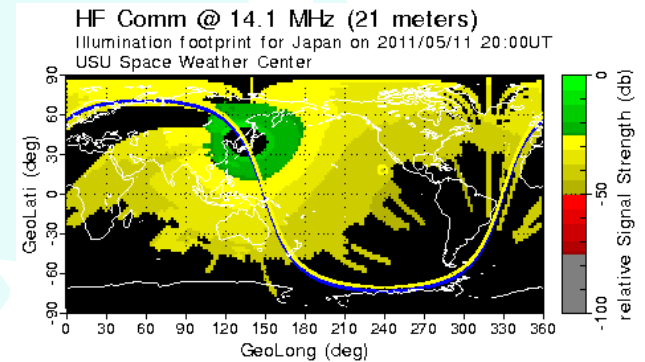 HF Comm @ 14.1 MHz (21 meters)
Illumination footprint for Japan on 2011/05/11 20:00UT
USU Space Weather Center
90
60
30
0
-30
-60
-90
GeoLati (deg)
0 30 60 90 120 150 180 210 240 270 300 330 360
GeoLong (deg)
0
-50
-100
relative Signal Strength (db)